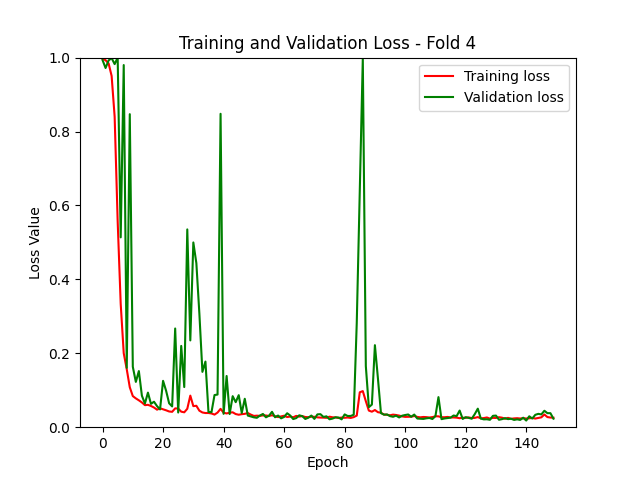 Training and Validation Loss - Fold 4
Training loss
Validation loss
1.0
0.8
0.6
0.4
0.2
0.0
Loss Value
0 20 40 60 80 100 120 140
Epoch